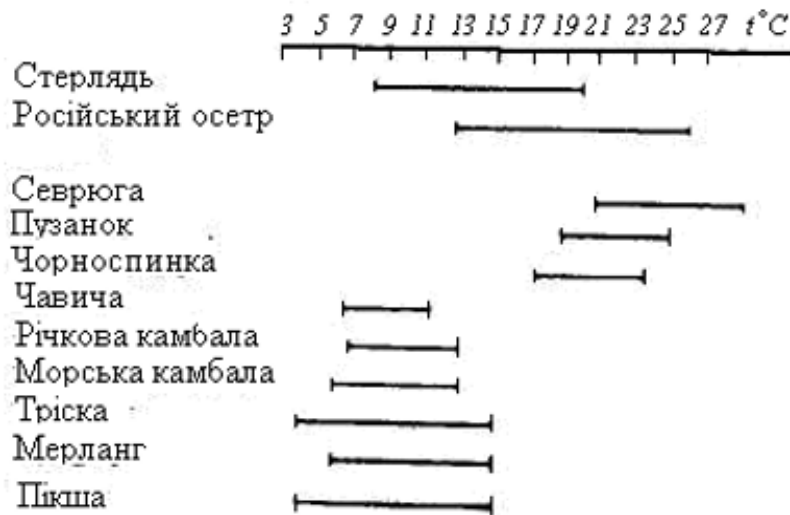 3 5 7 9 11 13 15 17 19 21 23 25 27 t°C
Стерлядь
Російський осетр
Севрюга
Пузанок
Чорноспинка
Чавича
Річкова камбала
Морська камбала
Тріска
Мерланг
Пікша